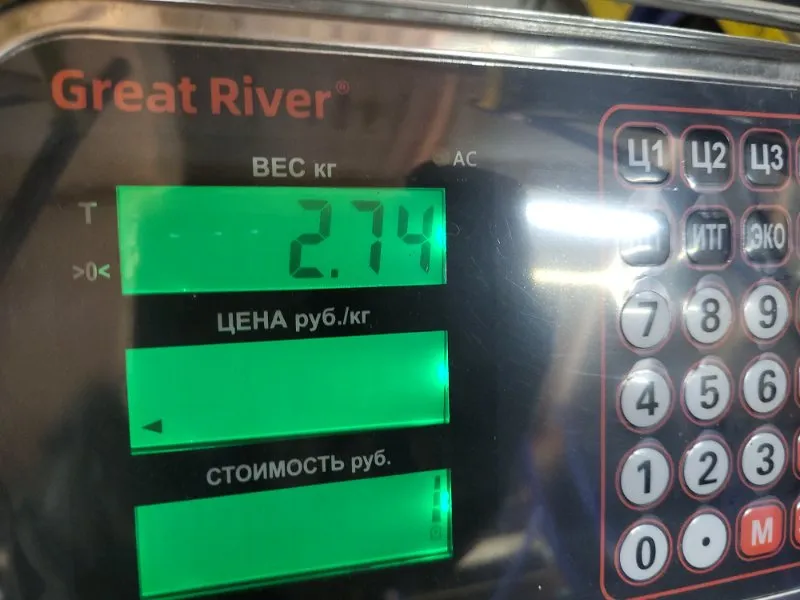 Great River®
AC
ВЕС кг
T
2.74
>0<
ЦЕНА руб./кг
СТОИМОСТЬ руб.
Ц1 Ц2 Ц3
ИТГ ЭКО
7 8 9
4 5 6
1 2 3
0 . M